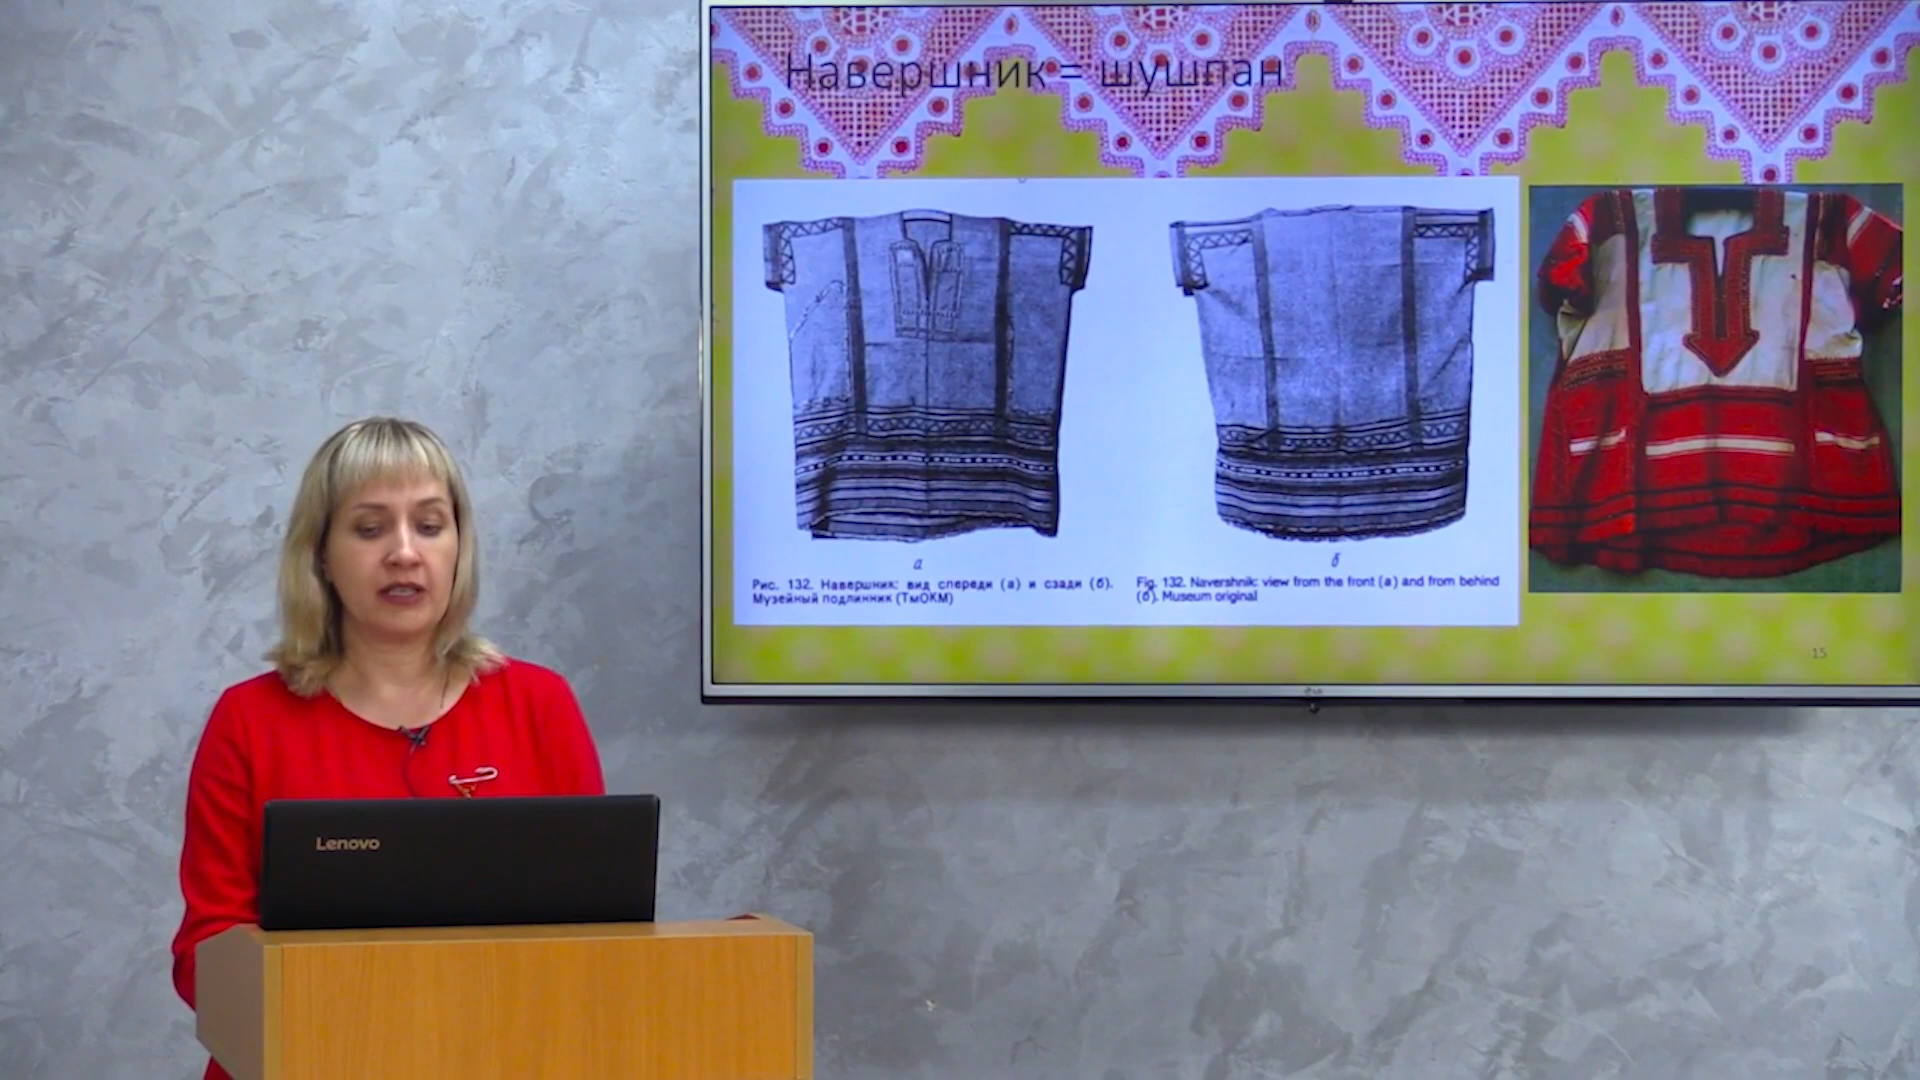 Навершник = шушпан
а
б
Рис. 132. Навершник: вид спереди (а) и сзади (б).
Музейный подлинник (ТмОКМ)
Fig. 132. Navershnik: view from the front (a) and from behind
(б). Museum original
15
Lenovo